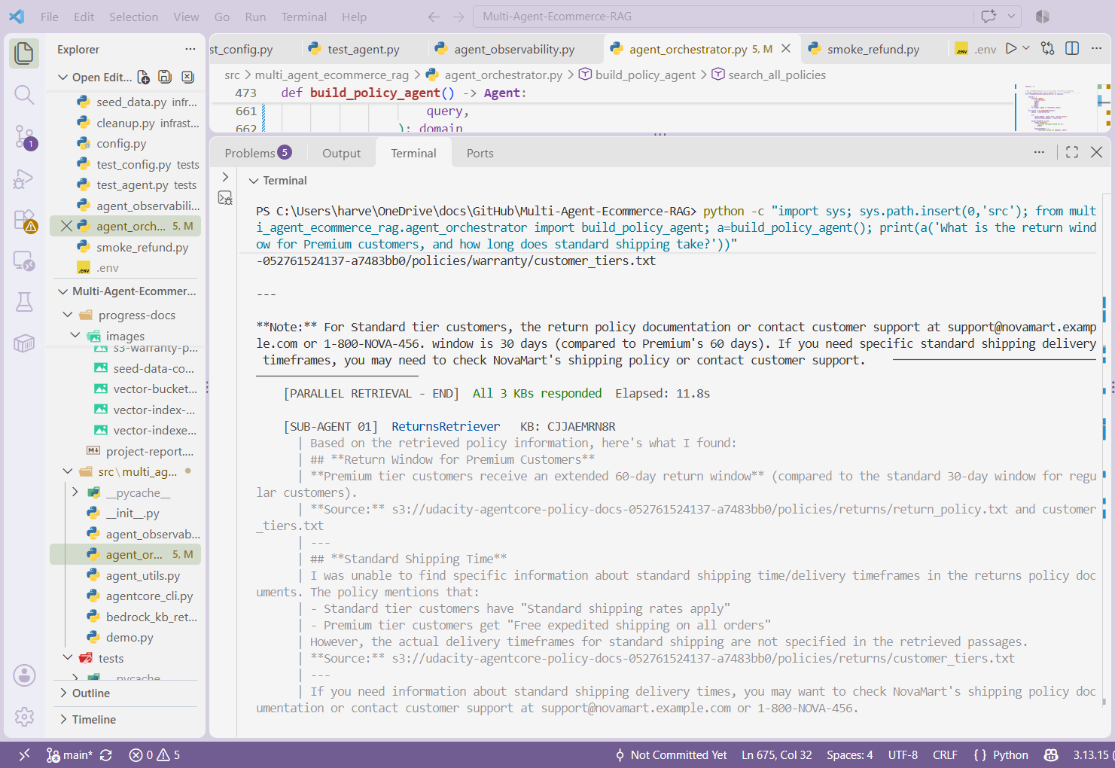 File Edit Selection View Go Run Terminal Help
Multi-Agent-Ecommerce-RAG
Explorer
Open Edit...
seed_data.py infr...
cleanup.py infrast...
config.py
test_config.py tests
test_agent.py tests
agent_observabili...
agent_orch... 5, M
smoke_refund.py
.env
Multi-Agent-Ecommer...
progress-docs
images
s3-warranty-p...
seed-data-co...
vector-bucket...
vector-index-...
vector-indexe...
project-report....
src\multi_ag...
__pycache__
__init__.py
agent_observab...
agent_or... 5, M
agent_utils.py
agentcore_cli.py
bedrock_kb_ret...
demo.py
tests
__pycache__
Outline
Timeline
st_config.py test_agent.py agent_observability.py agent_orchestrator.py 5, M smoke_refund.py .env
src > multi_agent_ecommerce_rag > agent_orchestrator.py > build_policy_agent > search_all_policies
473 def build_policy_agent() -> Agent:
661 query,
662 ): domain
Problems 5 Output Terminal Ports
Terminal
PS C:\Users\harve\OneDrive\docs\GitHub\Multi-Agent-Ecommerce-RAG> python -c "import sys; sys.path.insert(0,'src'); from mult
i_agent_ecommerce_rag.agent_orchestrator import build_policy_agent; a=build_policy_agent(); print(a('What is the return wind
ow for Premium customers, and how long does standard shipping take?'))"
-052761524137-a7483bb0/policies/warranty/customer_tiers.txt
---
**Note:** For Standard tier customers, the return policy documentation or contact customer support at support@novamart.examp
le.com or 1-800-NOVA-456. window is 30 days (compared to Premium's 60 days). If you need specific standard shipping delivery
timeframes, you may need to check NovaMart's shipping policy or contact customer support.
[PARALLEL RETRIEVAL - END] All 3 KBs responded Elapsed: 11.8s
[SUB-AGENT 01] ReturnsRetriever KB: CJJAEMRN8R
| Based on the retrieved policy information, here's what I found:
| ## **Return Window for Premium Customers**
| **Premium tier customers receive an extended 60-day return window** (compared to the standard 30-day window for regu
lar customers).
| **Source:** s3://udacity-agentcore-policy-docs-052761524137-a7483bb0/policies/returns/return_policy.txt and customer
_tiers.txt
| ---
| ## **Standard Shipping Time**
| I was unable to find specific information about standard shipping time/delivery timeframes in the returns policy doc
uments. The policy mentions that:
| - Standard tier customers have "Standard shipping rates apply"
| - Premium tier customers get "Free expedited shipping on all orders"
| However, the actual delivery timeframes for standard shipping are not specified in the retrieved passages.
| **Source:** s3://udacity-agentcore-policy-docs-052761524137-a7483bb0/policies/returns/customer_tiers.txt
| ---
| If you need information about standard shipping delivery times, you may want to check NovaMart's shipping policy doc
umentation or contact customer support at support@novamart.example.com or 1-800-NOVA-456.
main* 0 5 Not Committed Yet Ln 675, Col 32 Spaces: 4 UTF-8 CRLF { } Python 3.13.15